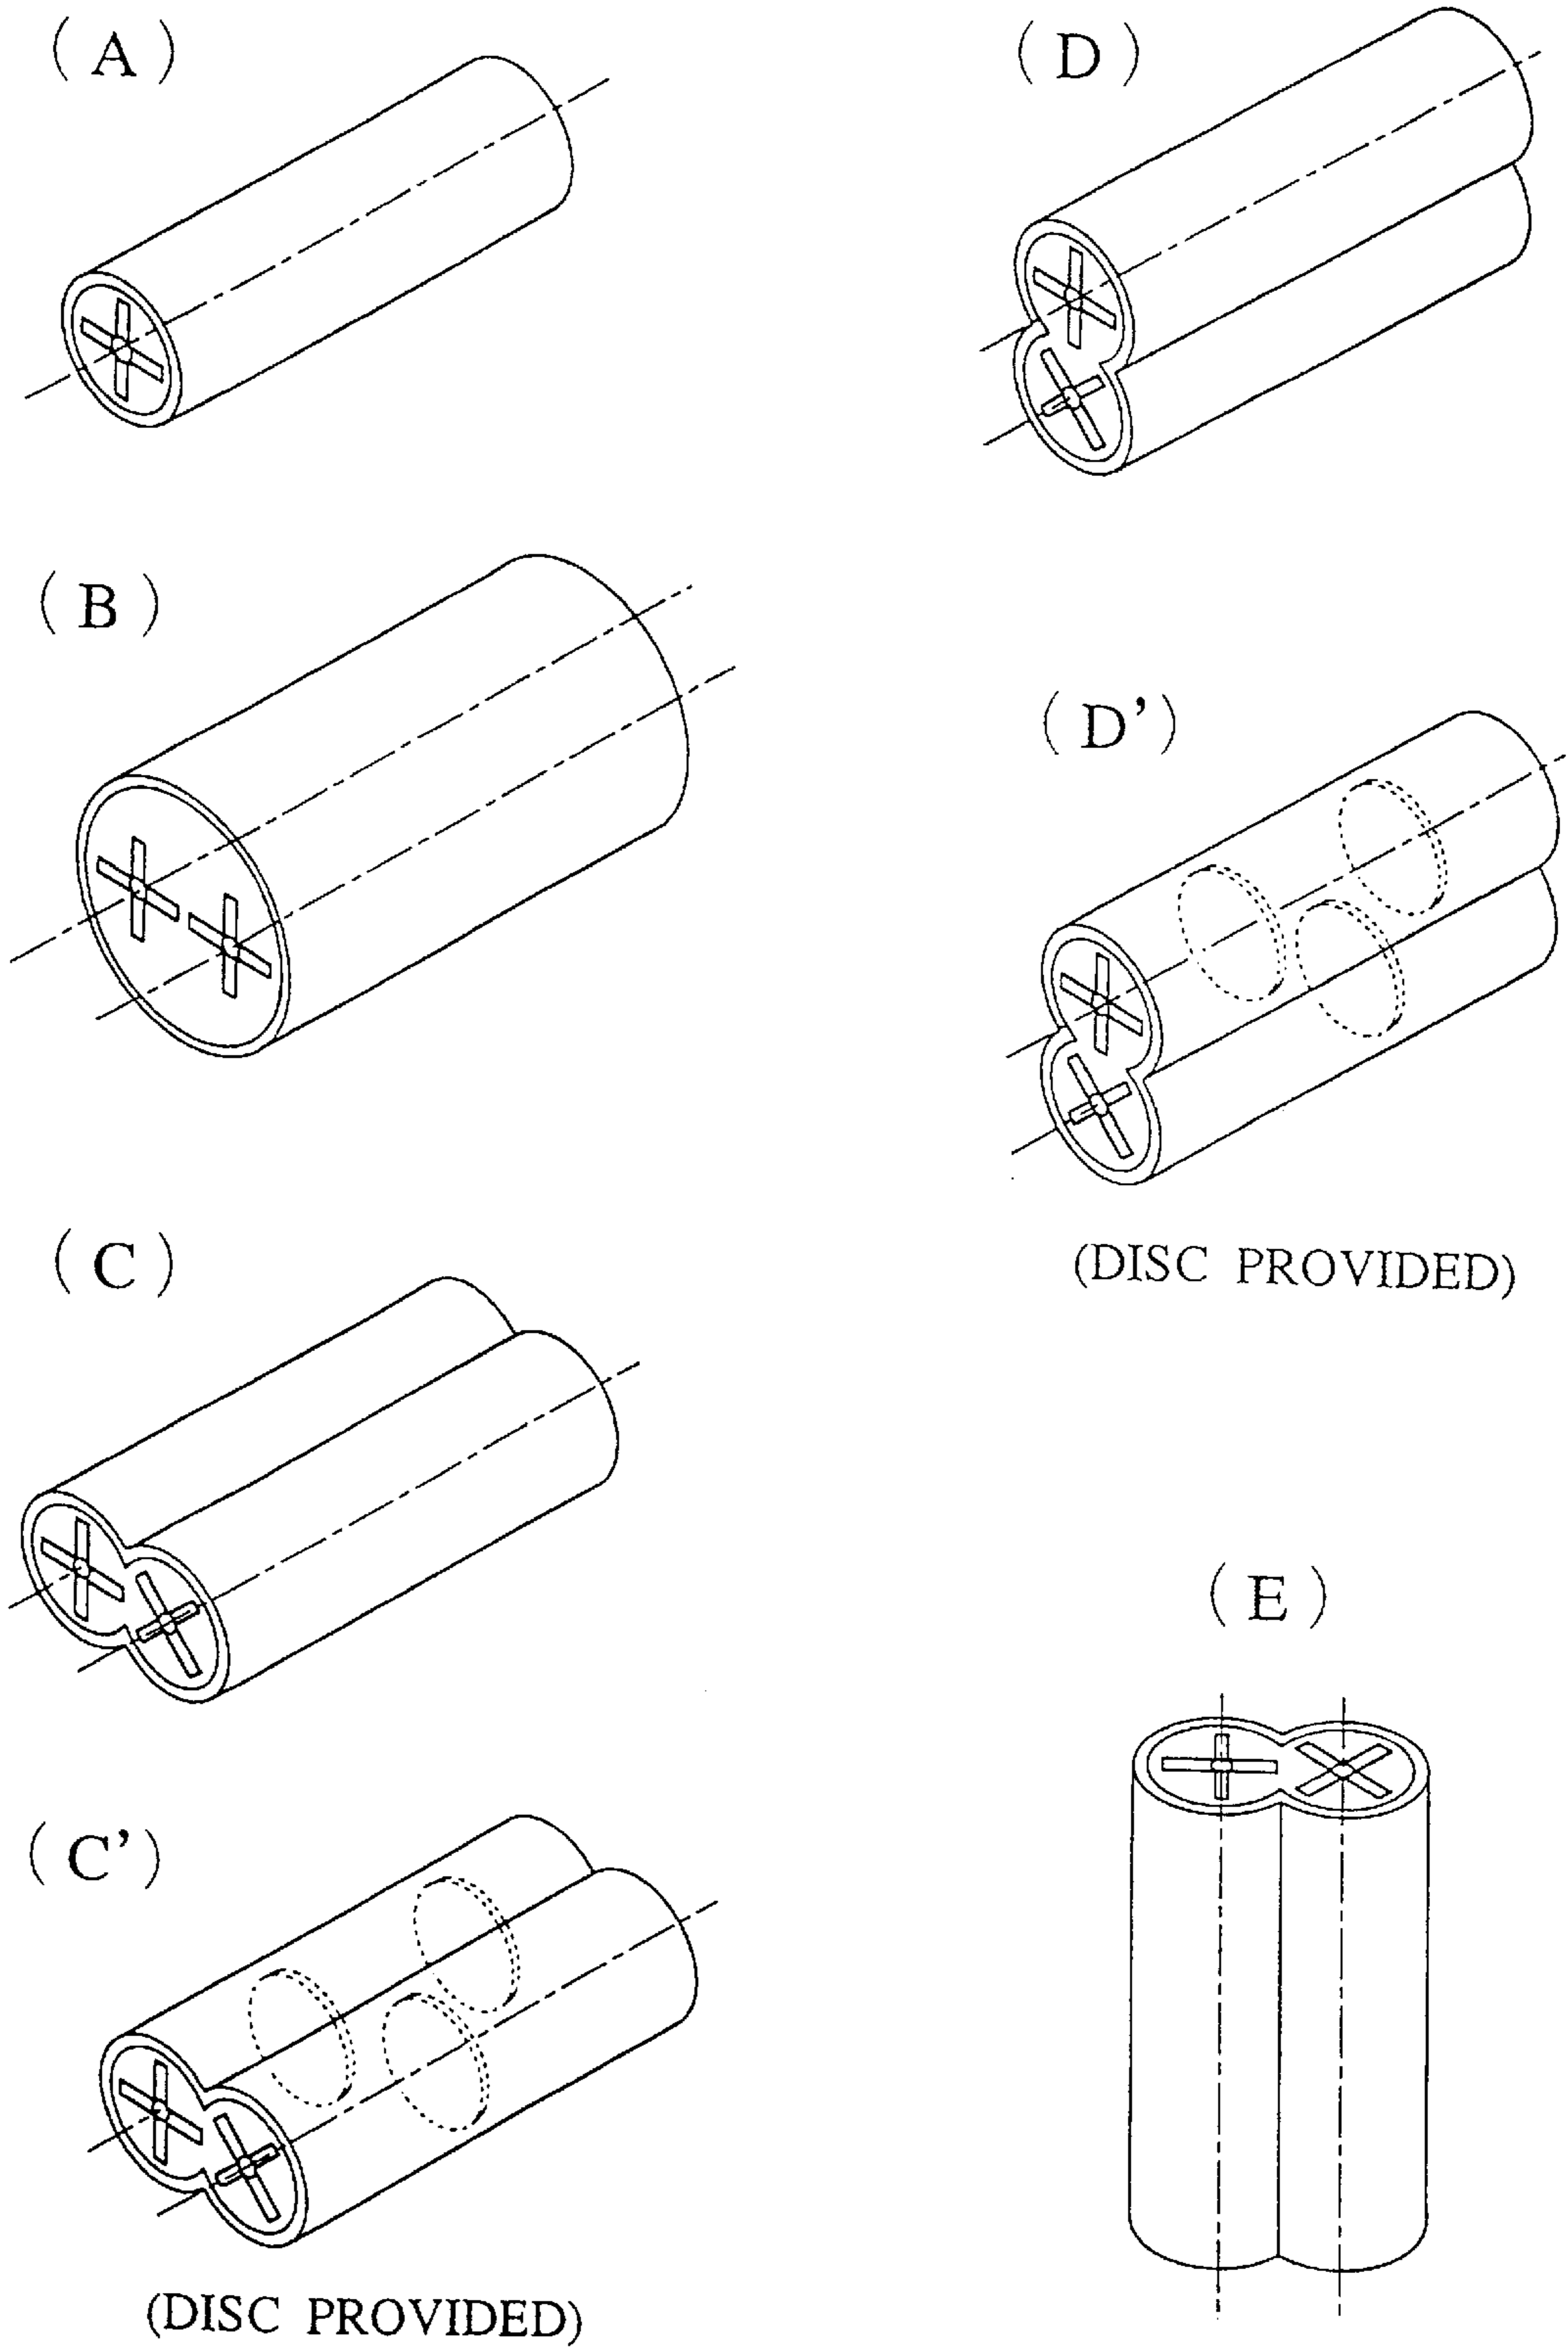 (A)
(B)
(C)
(C')
(DISC PROVIDED)
(D)
(D')
(DISC PROVIDED)
(E)